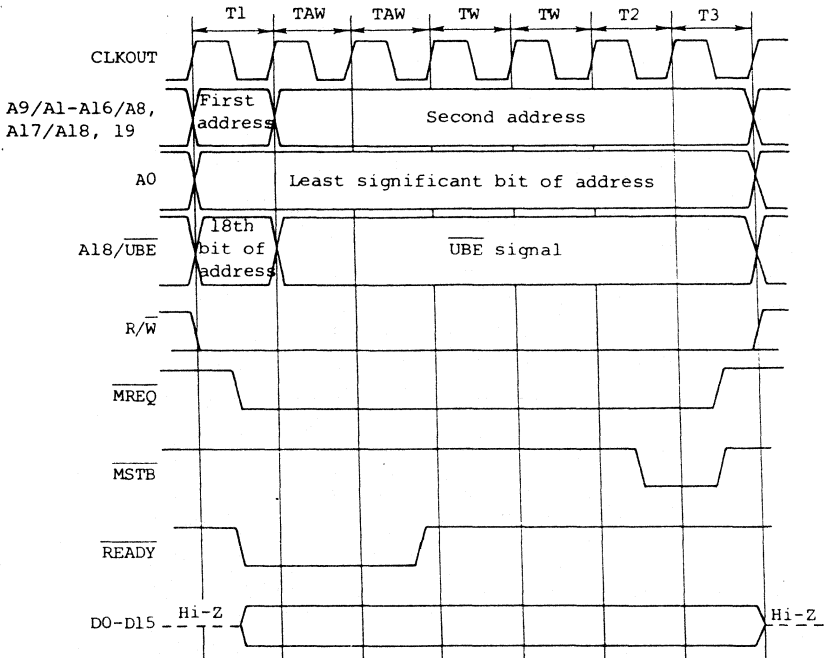 T1 TAW TAW TW TW T2 T3
CLKOUT
A9/A1-A16/A8,
A17/A18, 19
First
address
Second address
A0
Least significant bit of address
A18/UBE
18th
bit of
address
UBE signal
R/W
MREQ
MSTB
READY
D0-D15
Hi-Z
Hi-Z